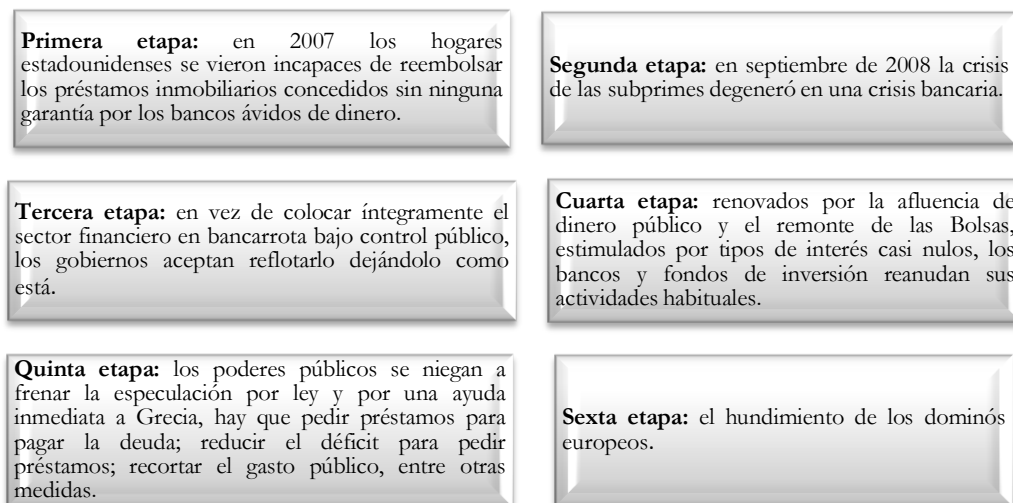 Primera etapa: en 2007 los hogares
estadounidenses se vieron incapaces de reembolsar
los préstamos inmobiliarios concedidos sin ninguna
garantía por los bancos ávidos de dinero.
Segunda etapa: en septiembre de 2008 la crisis
de las subprimes degeneró en una crisis bancaria.
Tercera etapa: en vez de colocar íntegramente el
sector financiero en bancarrota bajo control público,
los gobiernos aceptan reflotarlo dejándolo como
está.
Cuarta etapa: renovados por la afluencia de
dinero público y el remonte de las Bolsas,
estimulados por tipos de interés casi nulos, los
bancos y fondos de inversión reanudan sus
actividades habituales.
Quinta etapa: los poderes públicos se niegan a
frenar la especulación por ley y por una ayuda
inmediata a Grecia, hay que pedir préstamos para
pagar la deuda; reducir el déficit para pedir
préstamos; recortar el gasto público, entre otras
medidas.
Sexta etapa: el hundimiento de los dominós
europeos.